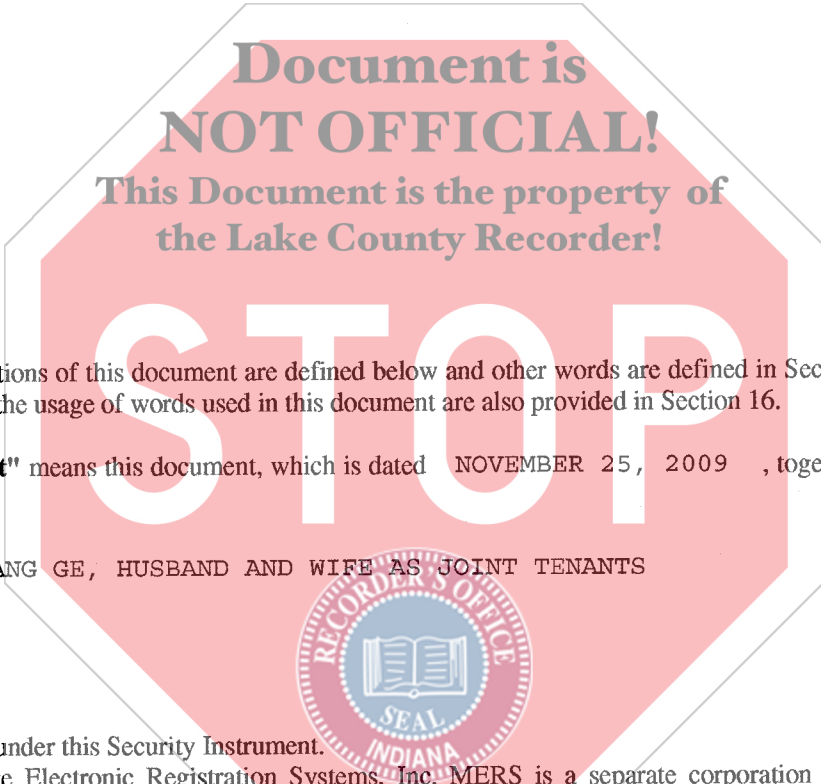 Document is
NOT OFFICIAL!
This Document is the property of
the Lake County Recorder!
STOP
tions of this document are defined below and other words are defined in Sec
he usage of words used in this document are also provided in Section 16.
t" means this document, which is dated NOVEMBER 25, 2009 , toge
ANG GE, HUSBAND AND WIFE AS JOINT TENANTS
RECORDER'S OFFICE
SEAL
INDIANA
under this Security Instrument.
e Electronic Registration Systems, Inc. MERS is a separate corporation